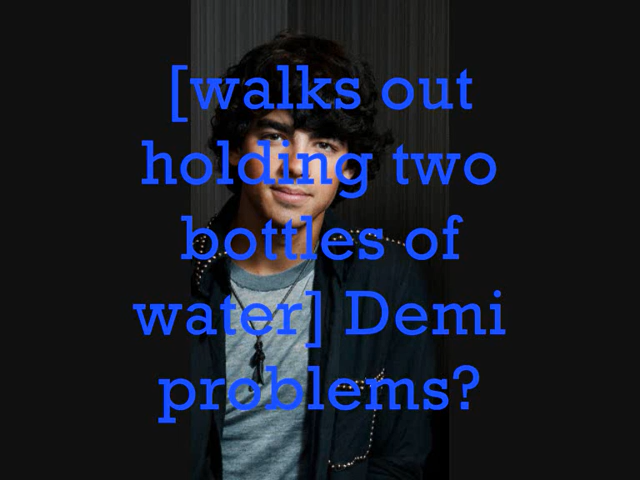 [walks out
holding two
bottles of
water] Demi
problems?